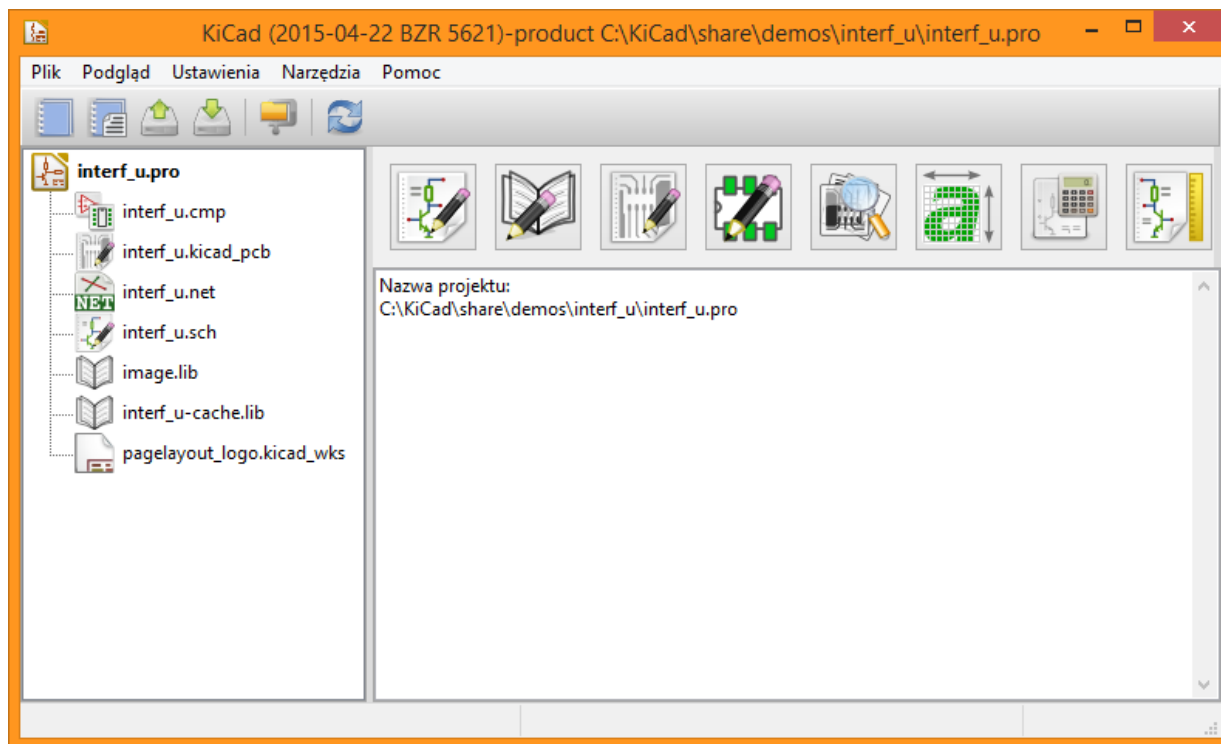 KiCad (2015-04-22 BZR 5621)-product C:\KiCad\share\demos\interf_u\interf_u.pro
Plik Podgląd Ustawienia Narzędzia Pomoc
interf_u.pro
interf_u.cmp
interf_u.kicad_pcb
NET interf_u.net
interf_u.sch
image.lib
interf_u-cache.lib
pagelayout_logo.kicad_wks
a
Nazwa projektu:
C:\KiCad\share\demos\interf_u\interf_u.pro